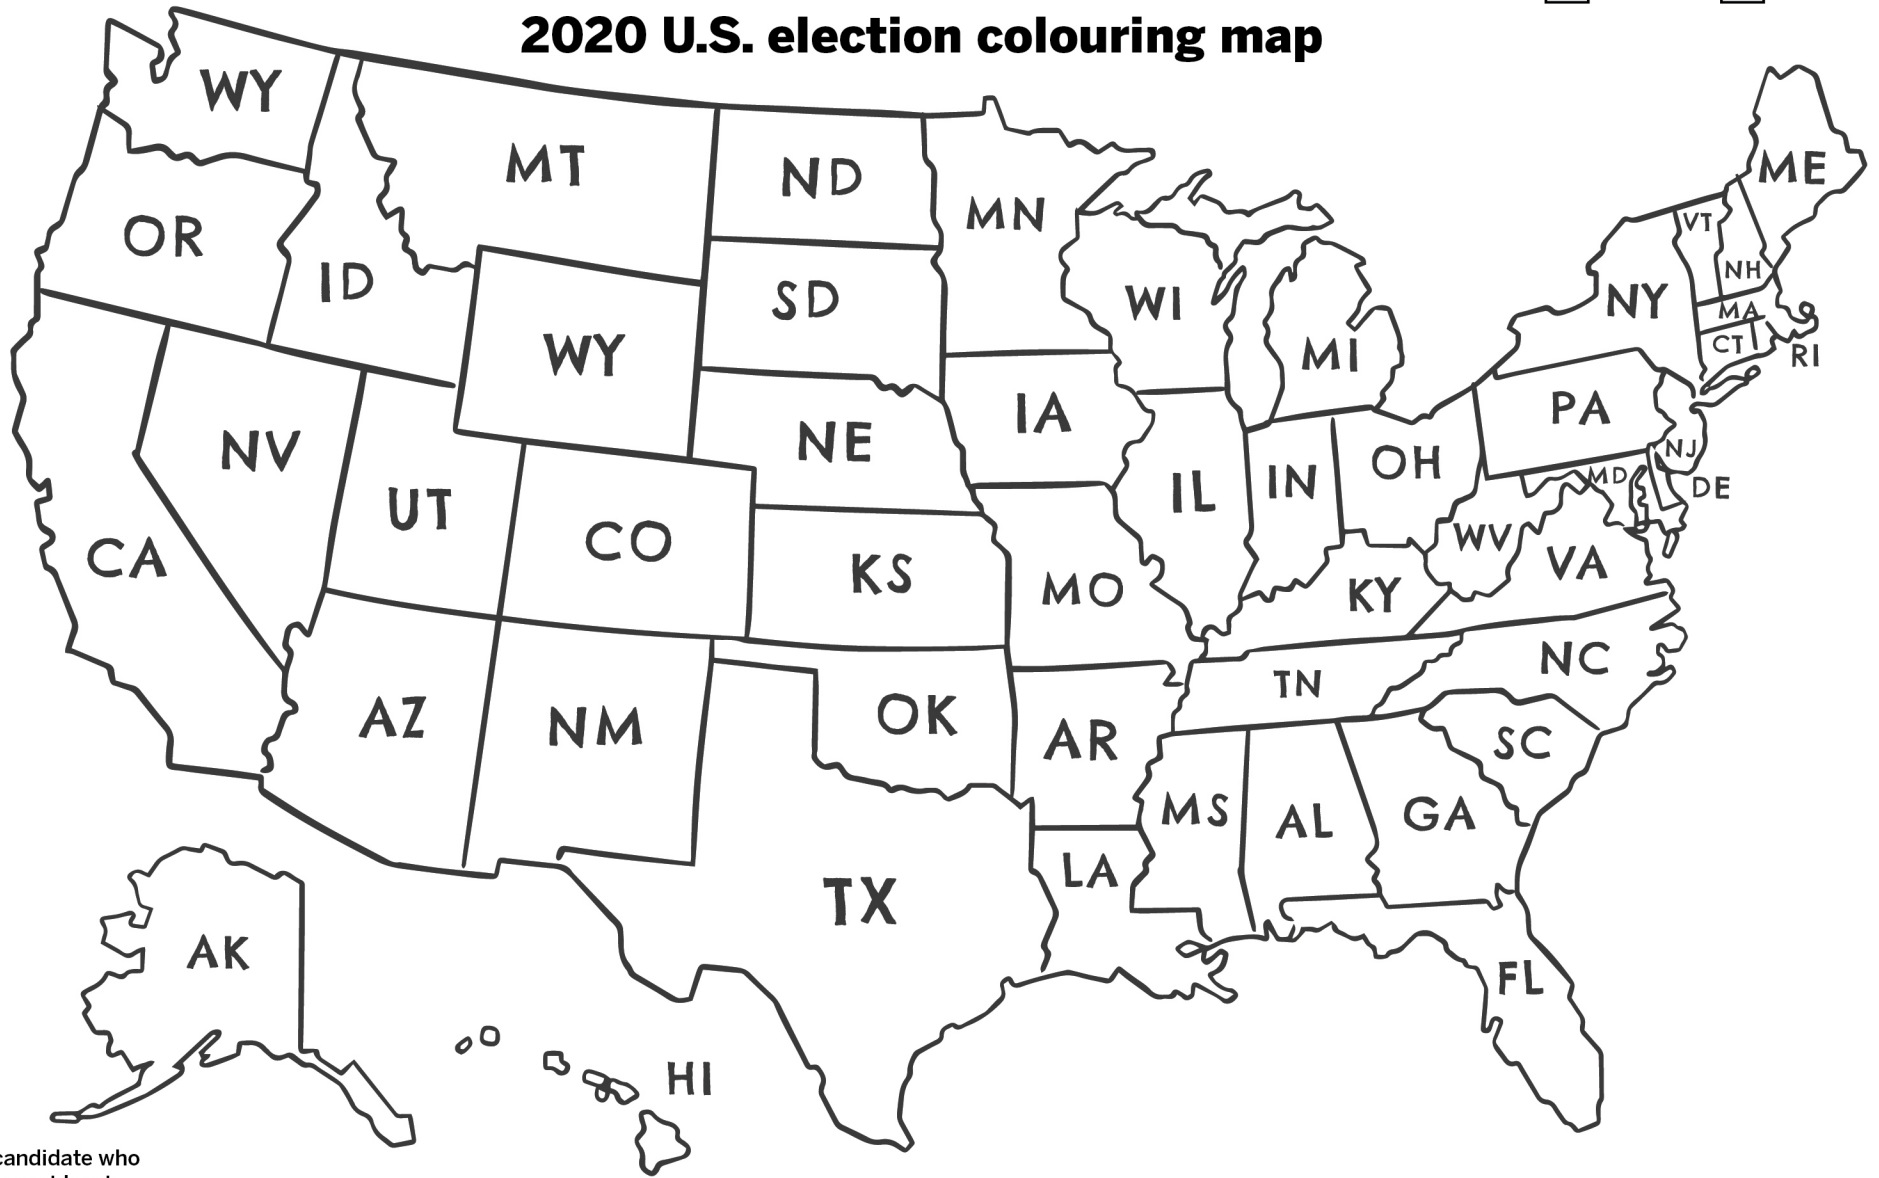 2020 U.S. election colouring map
WY
MT
ND
MN
ME
OR
ID
SD
WI
MI
NY
VT
NH
MA
CT
RI
WY
NV
UT
CO
NE
IA
IL
IN
OH
PA
NJ
MD
DE
CA
KS
MO
KY
WV
VA
AZ
NM
OK
AR
TN
NC
SC
TX
LA
MS
AL
GA
FL
AK
HI
candidate who